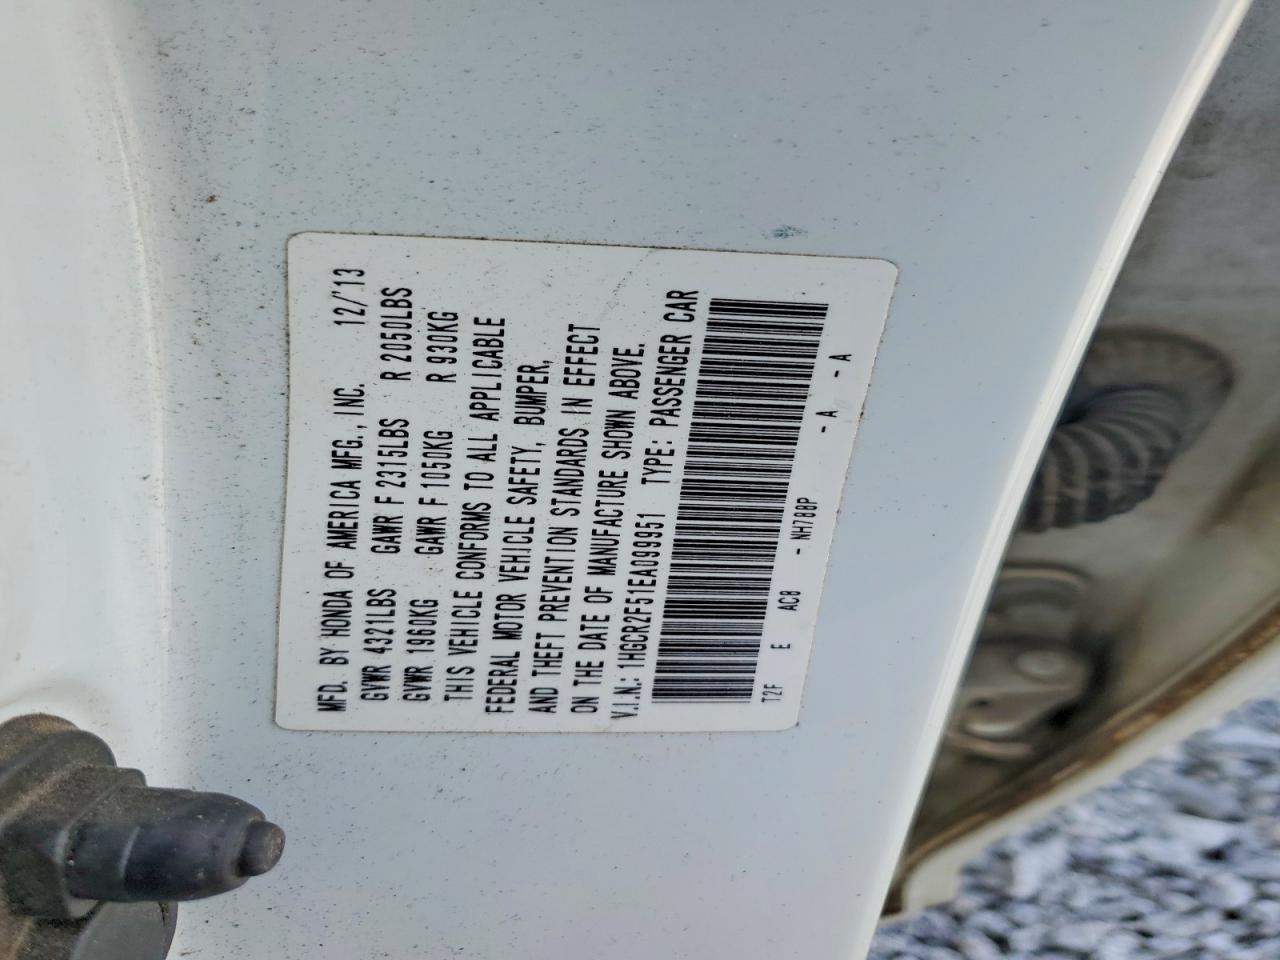 MFD. BY HONDA OF AMERICA MFG., INC. 12/'13
GVWR 4321LBS GAWR F 2315LBS R 2050LBS
GVWR 1960KG GAWR F 1050KG R 930KG
THIS VEHICLE CONFORMS TO ALL APPLICABLE
FEDERAL MOTOR VEHICLE SAFETY, BUMPER,
AND THEFT PREVENTION STANDARDS IN EFFECT
ON THE DATE OF MANUFACTURE SHOWN ABOVE.
V.I.N.: 1HGCR2F51EA099951 TYPE: PASSENGER CAR
T2F E AC8 - NH788P - A - A